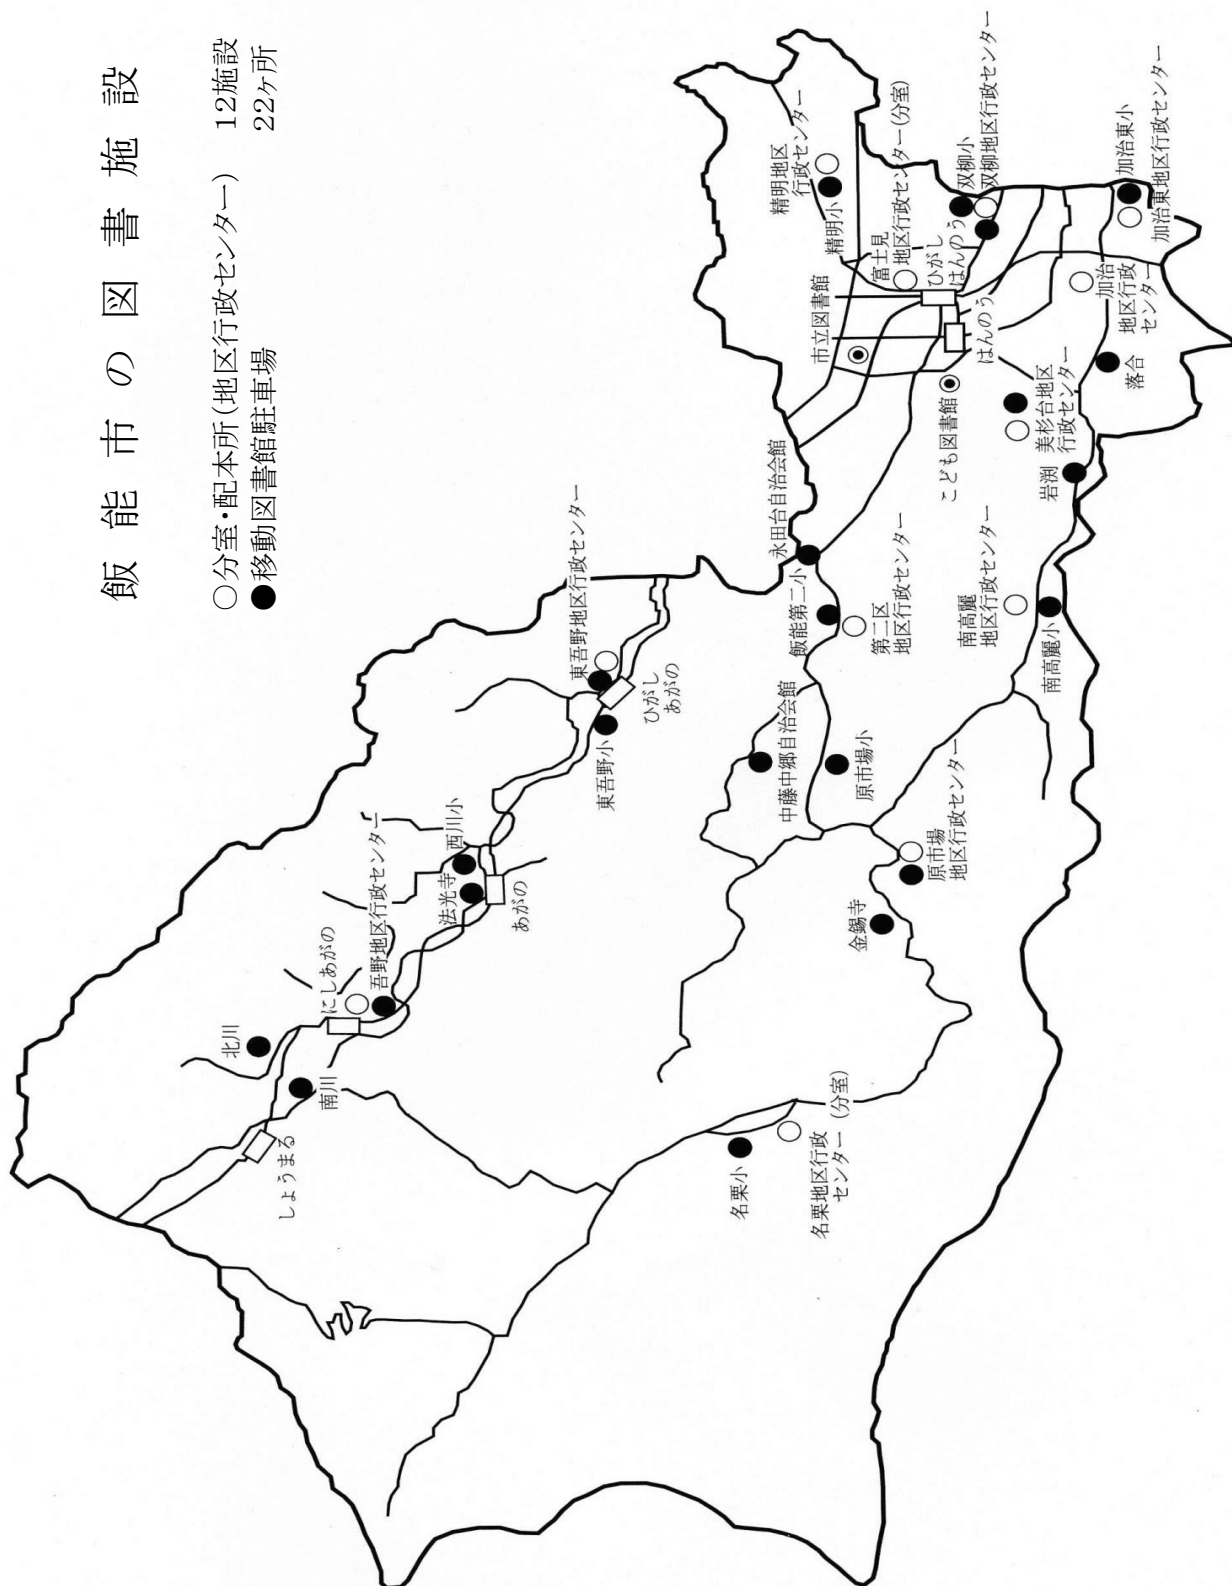 飯能市の図書施設
○分室・配本所(地区行政センター) 12施設
●移動図書館駐車場 22ヶ所
しょうまる
南川
北川
にしあがの
吾野地区行政センター
法光寺
西川小
あがの
東吾野小
東吾野地区行政センター
ひがし
あがの
名栗小
名栗地区行政
センター
(分室)
金錫寺
原市場
地区行政センター
原市場小
中藤中郷自治会館
飯能第二小
永田台自治会館
第二区
地区行政センター
南高麗
地区行政センター
南高麗小
岩渕
こども図書館
市立図書館
美杉台地区
行政センター
落合
はんのう
ひがし
はんのう
富士見
地区行政センター(分室)
精明小
精明地区
行政センター
双柳小
双柳地区行政センター
加治
地区行政
センター
加治東小
加治東地区行政センター